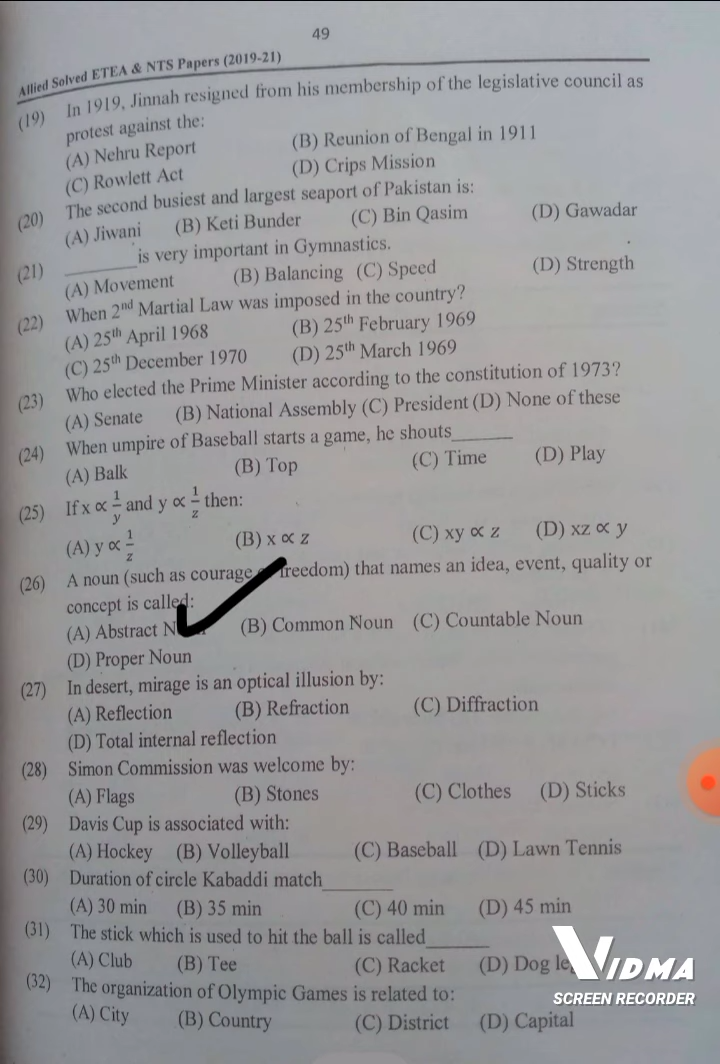 49
Allied Solved ETEA & NTS Papers (2019-21)
(19) In 1919, Jinnah resigned from his membership of the legislative council as
protest against the:
(A) Nehru Report (B) Reunion of Bengal in 1911
(C) Rowlett Act (D) Crips Mission
(20) The second busiest and largest seaport of Pakistan is:
(A) Jiwani (B) Keti Bunder (C) Bin Qasim (D) Gawadar
(21) ________is very important in Gymnastics.
(A) Movement (B) Balancing (C) Speed (D) Strength
(22) When 2nd Martial Law was imposed in the country?
(A) 25th April 1968 (B) 25th February 1969
(C) 25th December 1970 (D) 25th March 1969
(23) Who elected the Prime Minister according to the constitution of 1973?
(A) Senate (B) National Assembly (C) President (D) None of these
(24) When umpire of Baseball starts a game, he shouts_______
(A) Balk (B) Top (C) Time (D) Play
(25) If x ∝ 1/y and y ∝ 1/z then:
(A) y ∝ 1/z (B) x ∝ z (C) xy ∝ z (D) xz ∝ y
(26) A noun (such as courage freedom) that names an idea, event, quality or
concept is called:
(A) Abstract (B) Common Noun (C) Countable Noun
(D) Proper Noun
(27) In desert, mirage is an optical illusion by:
(A) Reflection (B) Refraction (C) Diffraction
(D) Total internal reflection
(28) Simon Commission was welcome by:
(A) Flags (B) Stones (C) Clothes (D) Sticks
(29) Davis Cup is associated with:
(A) Hockey (B) Volleyball (C) Baseball (D) Lawn Tennis
(30) Duration of circle Kabaddi match________
(A) 30 min (B) 35 min (C) 40 min (D) 45 min
(31) The stick which is used to hit the ball is called_______
(A) Club (B) Tee (C) Racket (D) Dog
(32) The organization of Olympic Games is related to:
(A) City (B) Country (C) District (D) Capital
VIDMA
SCREEN RECORDER